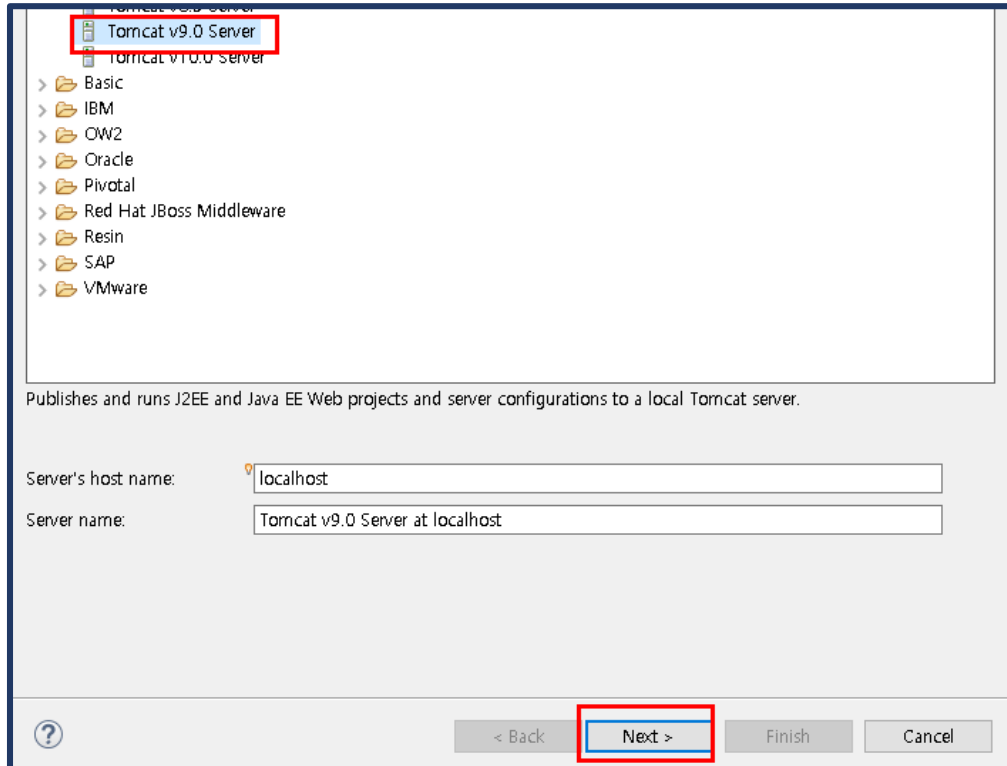 Tomcat v9.0 Server
Tomcat v10.0 Server
Basic
IBM
OW2
Oracle
Pivotal
Red Hat JBoss Middleware
Resin
SAP
VMware
Publishes and runs J2EE and Java EE Web projects and server configurations to a local Tomcat server.
Server's host name: localhost
Server name: Tomcat v9.0 Server at localhost
? < Back Next > Finish Cancel